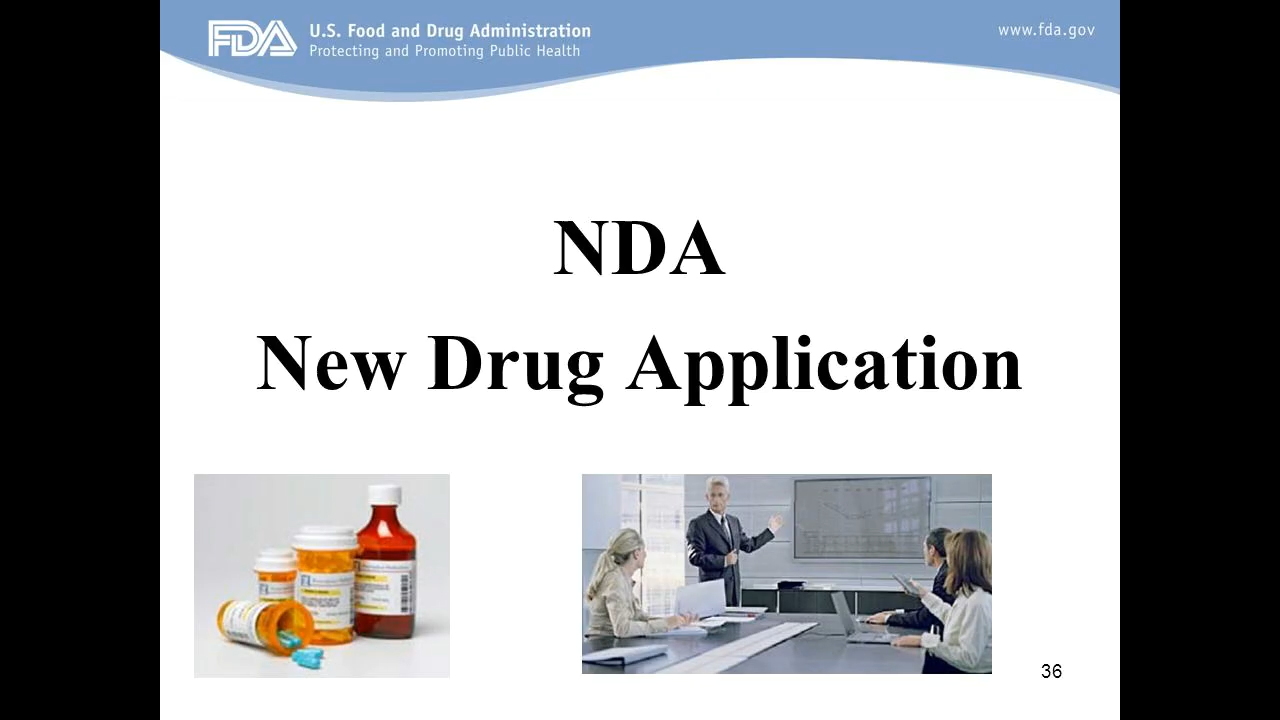 FDA U.S. Food and Drug Administration
Protecting and Promoting Public Health
www.fda.gov
NDA
New Drug Application
36